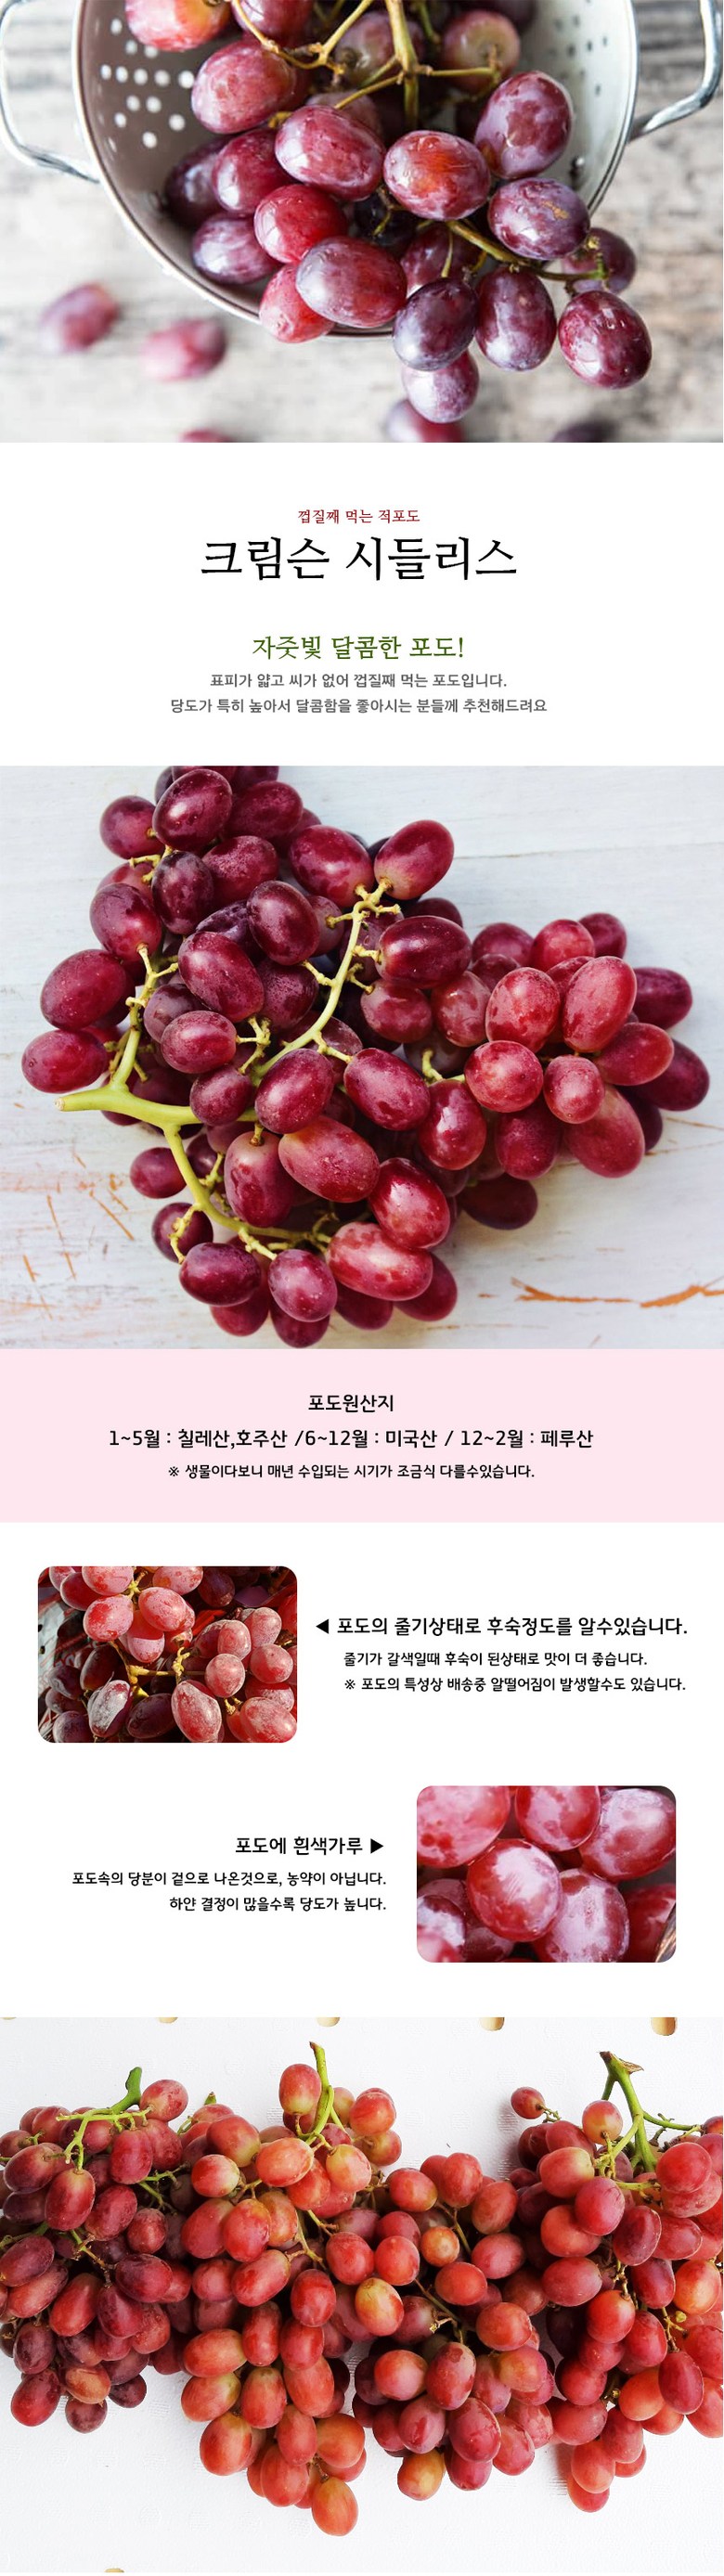 껍질째 먹는 적포도
크림슨 시들리스
자줏빛 달콤한 포도!
표피가 얇고 씨가 없어 껍질째 먹는 포도입니다.
당도가 특히 높아서 달콤함을 좋아시는 분들께 추천해드려요
포도원산지
1~5월 : 칠레산,호주산 /6~12월 : 미국산 / 12~2월 : 페루산
※ 생물이다보니 매년 수입되는 시기가 조금식 다를수있습니다.
◀ 포도의 줄기상태로 후숙정도를 알수있습니다.
줄기가 갈색일때 후숙이 된상태로 맛이 더 좋습니다.
※ 포도의 특성상 배송중 알떨어짐이 발생할수도 있습니다.
포도에 흰색가루 ▶
포도속의 당분이 겉으로 나온것으로, 농약이 아닙니다.
하얀 결정이 많을수록 당도가 높니다.